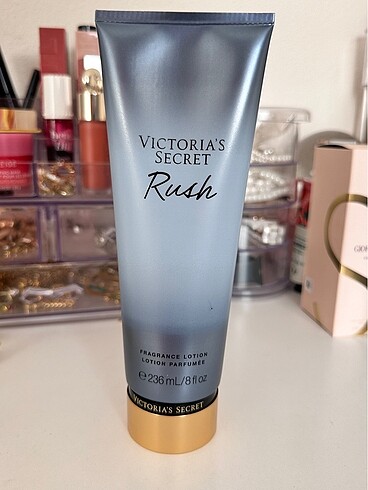 VICTORIA'S
SECRET
Rush
FRAGRANCE LOTION
LOTION PARFUMÉE
℮ 236 mL/8 fl oz
VICTORIA'S SECRET